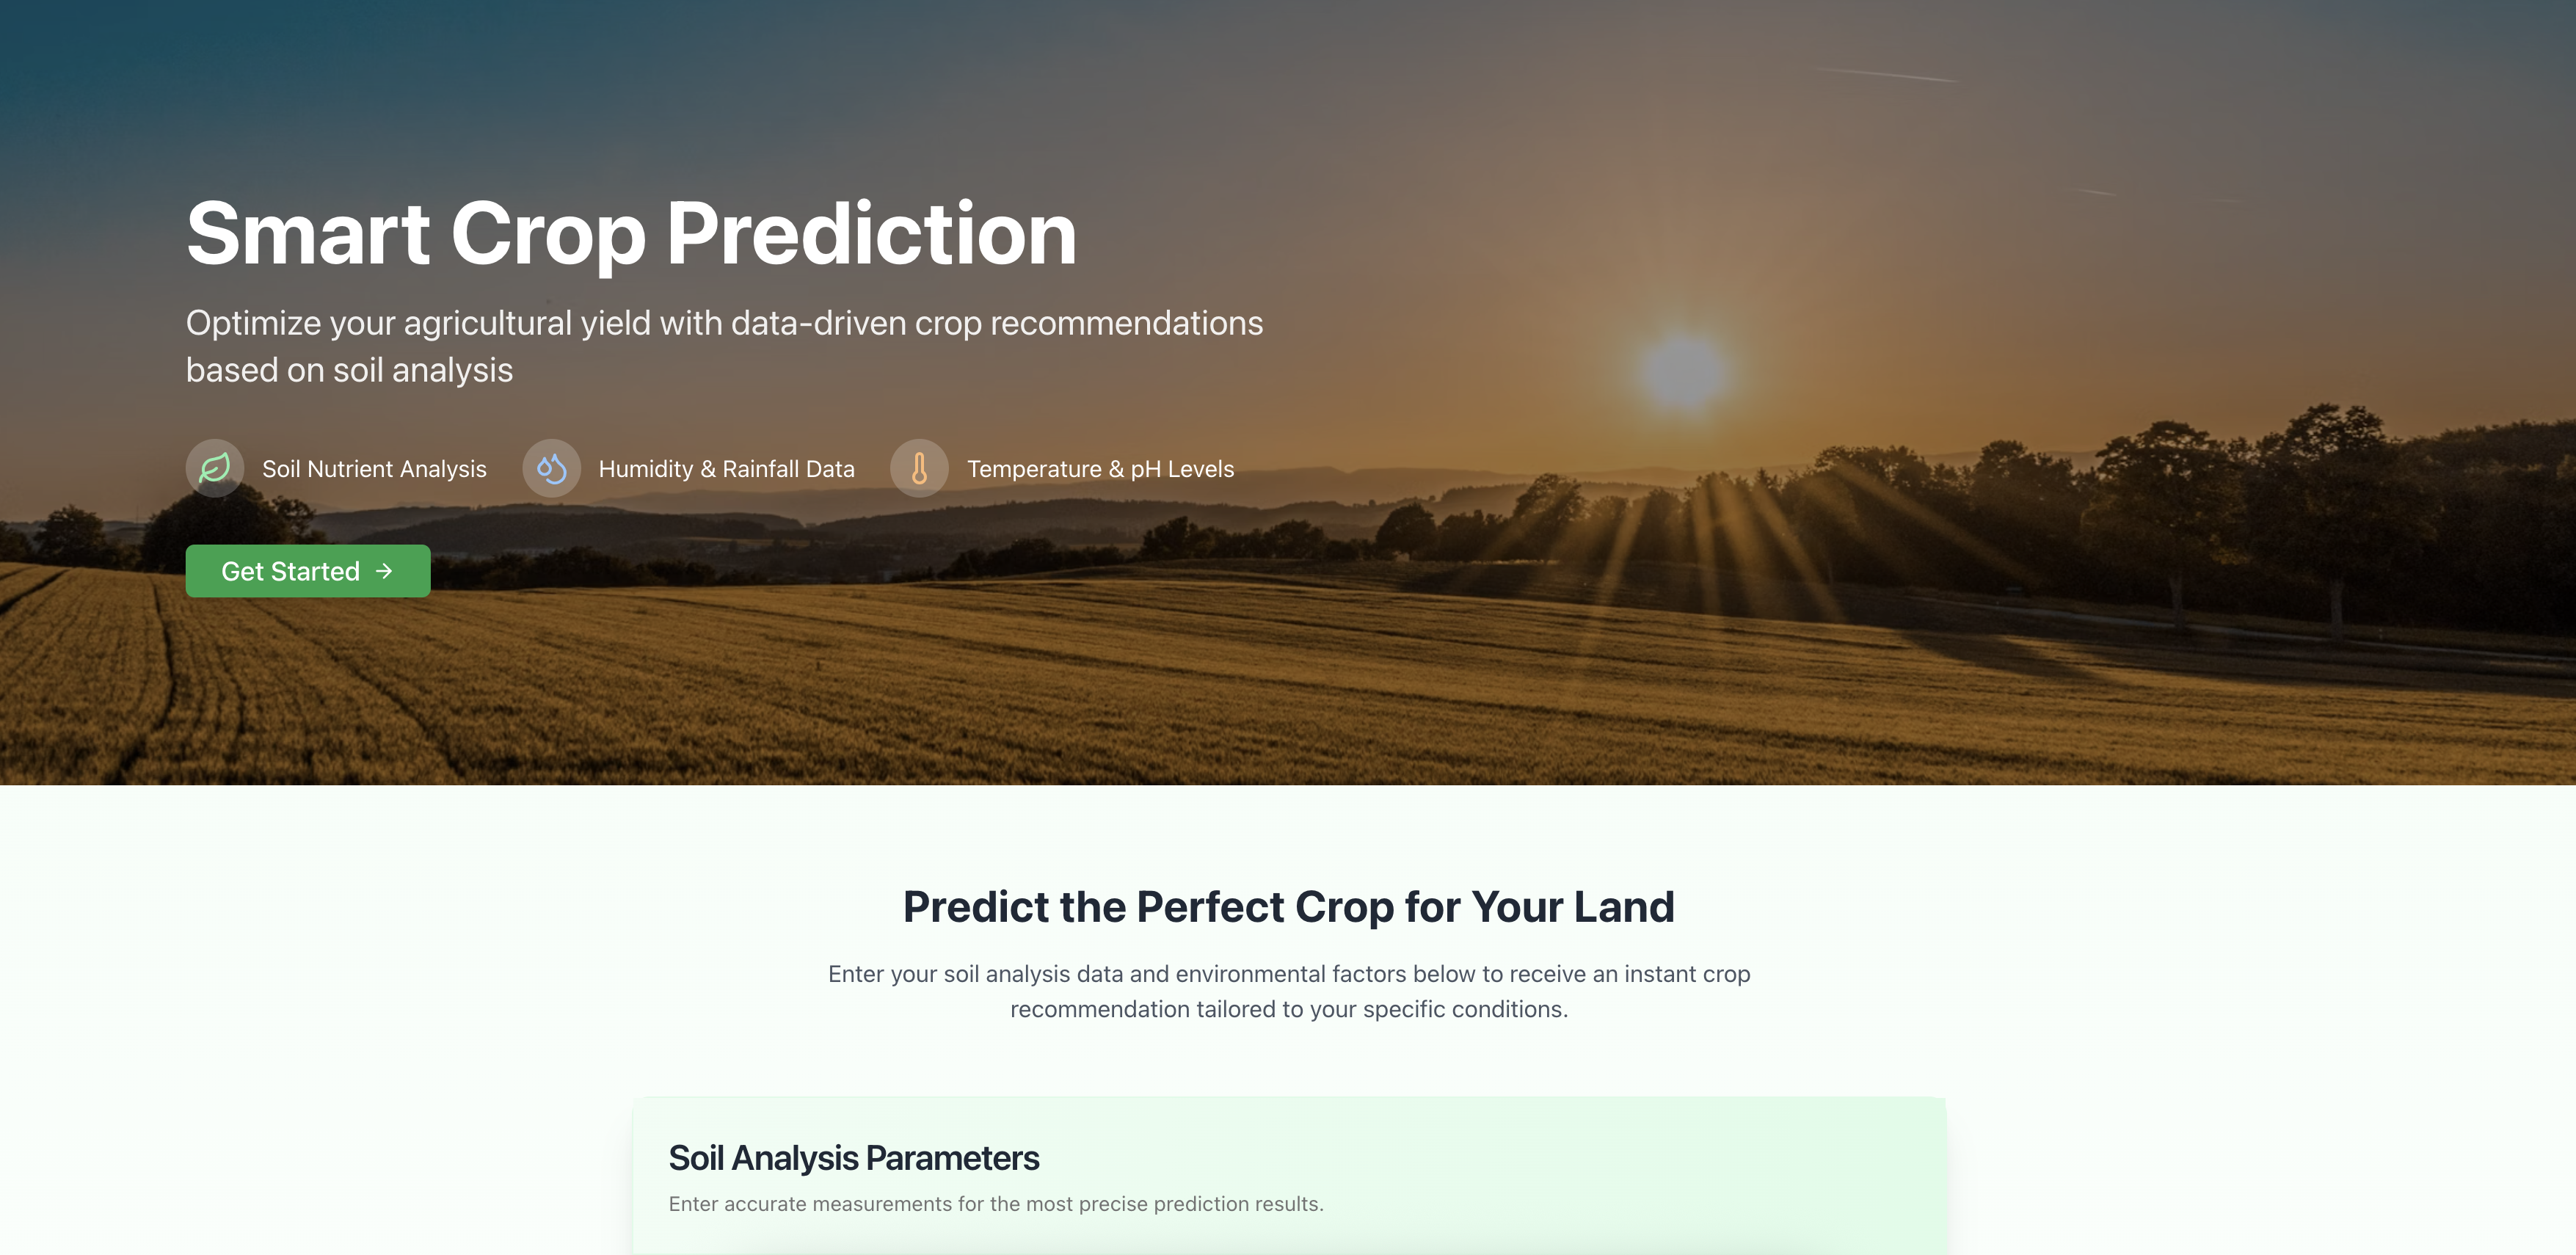 Smart Crop Prediction
Optimize your agricultural yield with data-driven crop recommendations
based on soil analysis
Soil Nutrient Analysis
Humidity & Rainfall Data
Temperature & pH Levels
Get Started →
Predict the Perfect Crop for Your Land
Enter your soil analysis data and environmental factors below to receive an instant crop
recommendation tailored to your specific conditions.
Soil Analysis Parameters
Enter accurate measurements for the most precise prediction results.